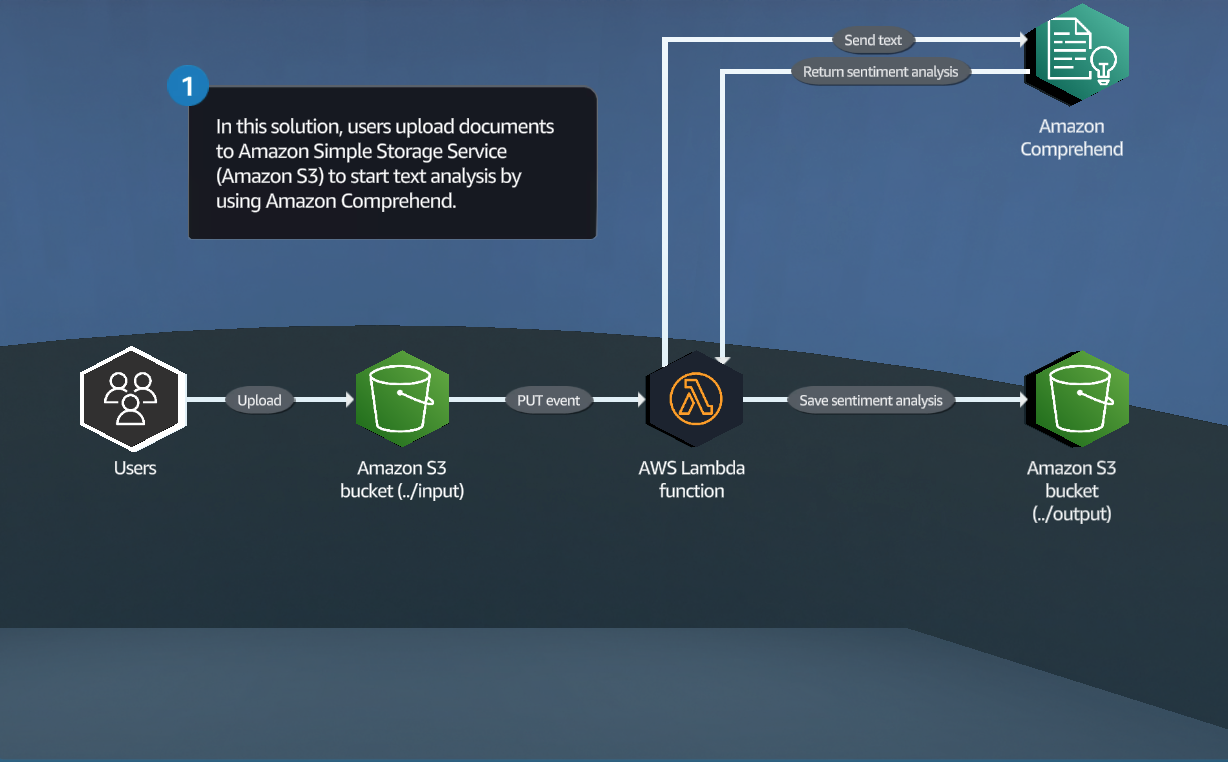 Send text
Return sentiment analysis
Amazon
Comprehend
1
In this solution, users upload documents
to Amazon Simple Storage Service
(Amazon S3) to start text analysis by
using Amazon Comprehend.
Upload
PUT event
Save sentiment analysis
Users
Amazon S3
bucket (../input)
AWS Lambda
function
Amazon S3
bucket
(../output)